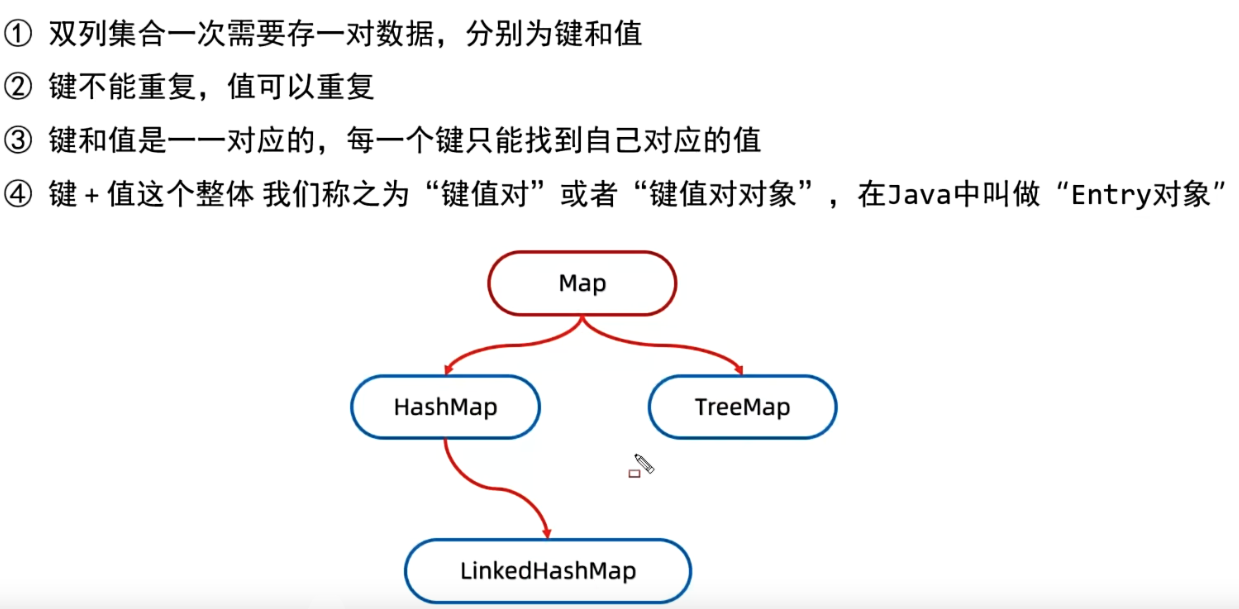 ① 双列集合一次需要存一对数据，分别为键和值
② 键不能重复，值可以重复
③ 键和值是一一对应的，每一个键只能找到自己对应的值
④ 键 + 值这个整体 我们称之为“键值对”或者“键值对对象”，在Java中叫做“Entry对象”
Map
HashMap
TreeMap
LinkedHashMap